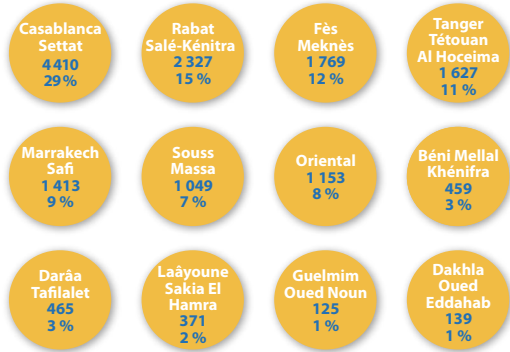 Casablanca
Settat
4 410
29 %
Rabat
Salé-Kénitra
2 327
15 %
Fès
Meknès
1 769
12 %
Tanger
Tétouan
Al Hoceima
1 627
11 %
Marrakech
Safi
1 413
9 %
Souss
Massa
1 049
7 %
Oriental
1 153
8 %
Béni Mellal
Khénifra
459
3 %
Darâa
Tafilalet
465
3 %
Laâyoune
Sakia El
Hamra
371
2 %
Guelmim
Oued Noun
125
1 %
Dakhla
Oued
Eddahab
139
1 %